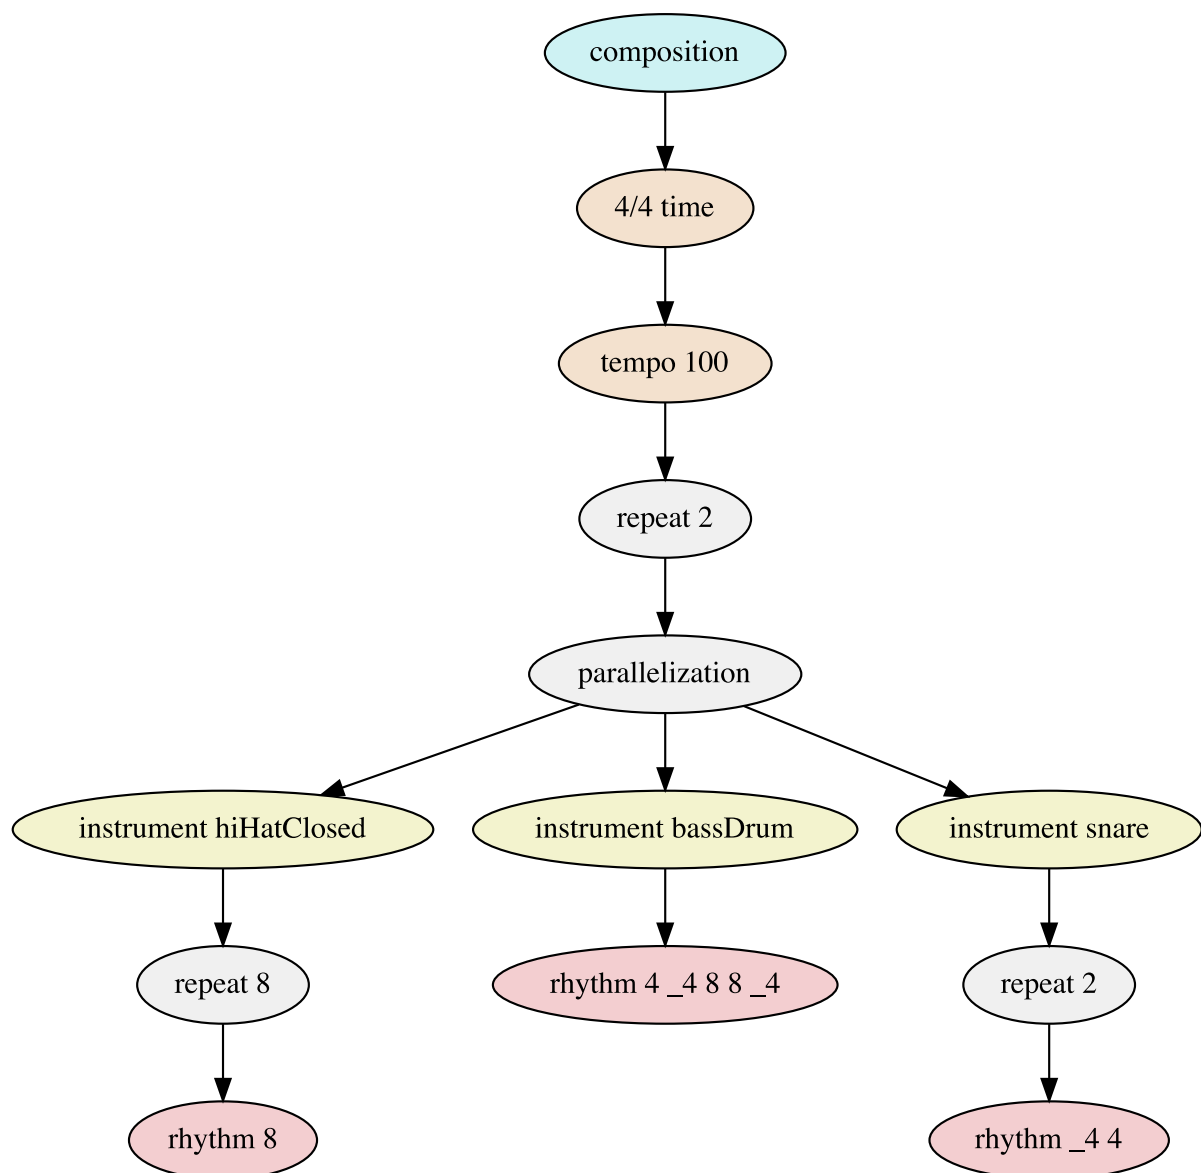 composition
4/4 time
tempo 100
repeat 2
parallelization
instrument hiHatClosed
instrument bassDrum
instrument snare
repeat 8
rhythm 4 _4 8 8 _4
repeat 2
rhythm 8
rhythm _4 4